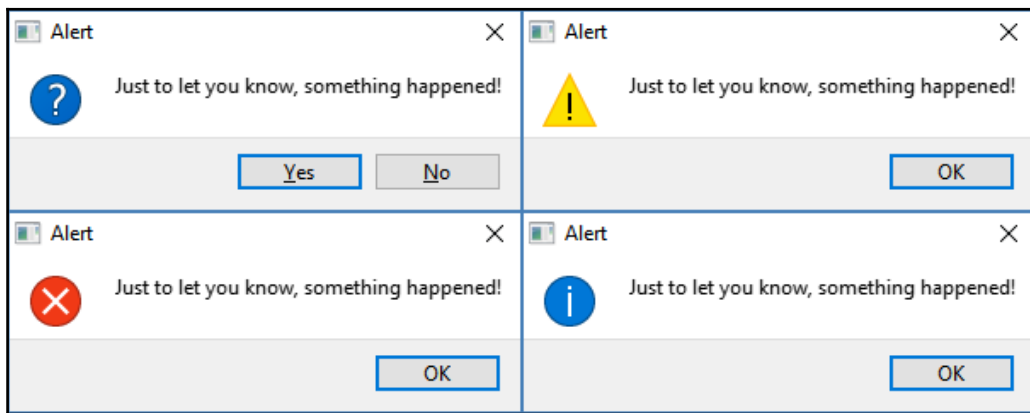 Alert
Just to let you know, something happened!
?
Yes No
Alert
Just to let you know, something happened!
!
OK
Alert
Just to let you know, something happened!
OK
Alert
Just to let you know, something happened!
i
OK